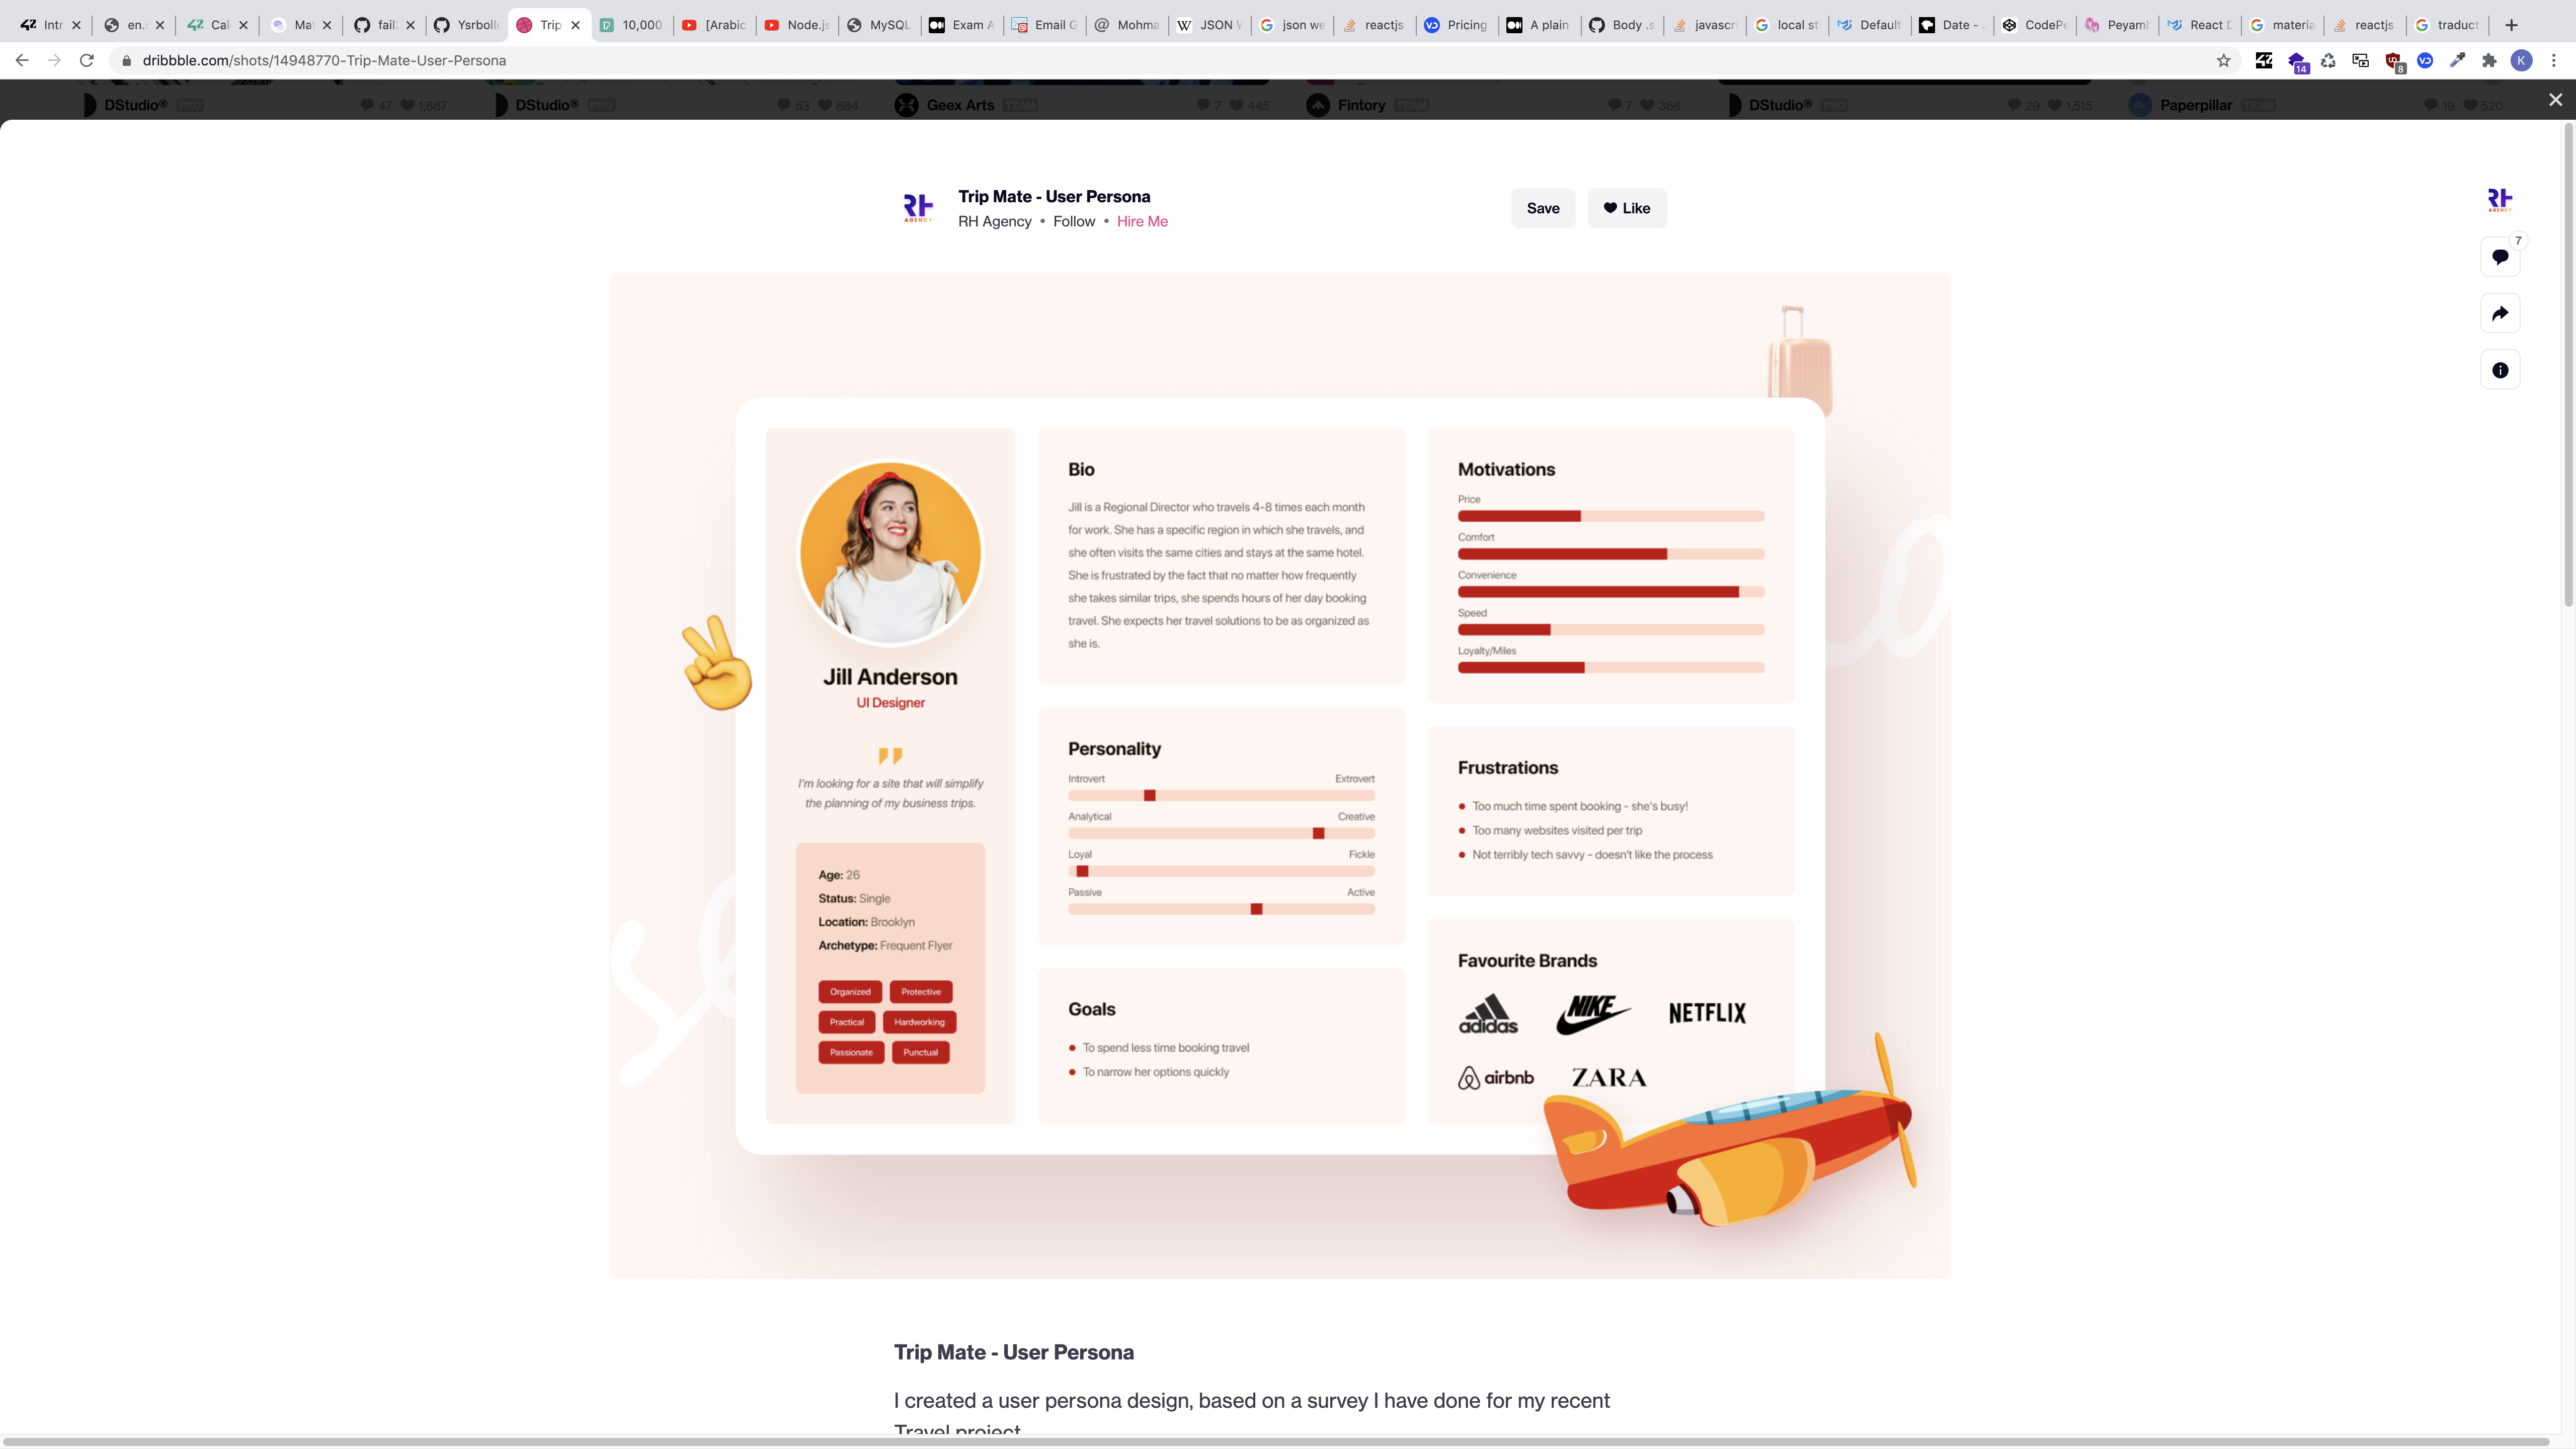 Intr
en.
Cal
Mat
fail
Ysrbolle
Trip
10,000
[Arabic
Node.js
MySQL
Exam A
Email G
Mohma
JSON W
json we
reactjs
Pricing
A plain
Body .s
javascri
local st
Default
Date -
CodePe
Peyamb
React D
materia
reactjs
traduct
dribbble.com/shots/14948770-Trip-Mate-User-Persona
14
8
K
DStudio® PRO 47 1,887
DStudio® PRO 53 884
Geex Arts TEAM 7 445
Fintory TEAM 7 366
DStudio® PRO 29 1,515
Paperpillar TEAM 19 520
RH AGENCY
Trip Mate - User Persona
RH Agency • Follow • Hire Me
Save
Like
RH AGENCY
7
Jill Anderson
UI Designer
I'm looking for a site that will simplify
the planning of my business trips.
Age: 26
Status: Single
Location: Brooklyn
Archetype: Frequent Flyer
Organized
Protective
Practical
Hardworking
Passionate
Punctual
Bio
Jill is a Regional Director who travels 4-8 times each month
for work. She has a specific region in which she travels, and
she often visits the same cities and stays at the same hotel.
She is frustrated by the fact that no matter how frequently
she takes similar trips, she spends hours of her day booking
travel. She expects her travel solutions to be as organized as
she is.
Personality
Introvert Extrovert
Analytical Creative
Loyal Fickle
Passive Active
Goals
To spend less time booking travel
To narrow her options quickly
Motivations
Price
Comfort
Convenience
Speed
Loyalty/Miles
Frustrations
Too much time spent booking - she's busy!
Too many websites visited per trip
Not terribly tech savvy - doesn't like the process
Favourite Brands
adidas
NIKE
NETFLIX
airbnb
ZARA
Trip Mate - User Persona
I created a user persona design, based on a survey I have done for my recent
Travel project